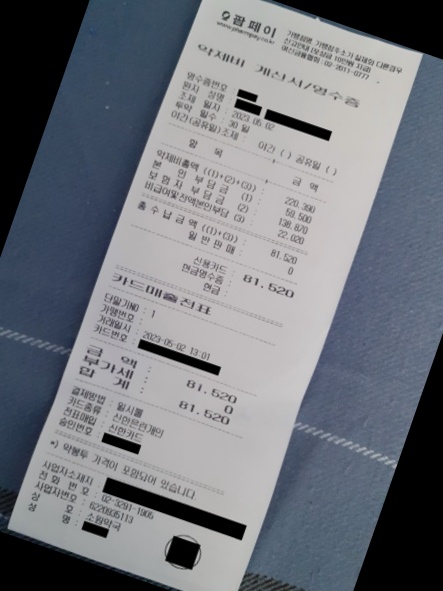 팜페이
www.pharmpay.co.kr
가맹점명, 가맹점주소가 실제와 다른경우
신고안내 (포상금 10만원 지급)
여신금융협회 : 02-2011-0777
약제비 계산서/영수증
영수증번호 :
환자 성명 :
조제 일자 : 2023.05.02
투약 일수 : 30 일
야간(공휴일)조제 : 야간 ( ) 공휴일 ( )
항 목 금 액
약제비총액 ((1)+(2)+(3)) : 220,390
본 인 부 담 금 (1) : 59,500
보 험 자 부 담 금 (2) : 138,870
비급여및전액본인부담 (3) : 22,020
총 수 납 금 액 ((1)+(3)) : 81,520
일 반 판 매 : 0
신용카드 : 81,520
현금영수증 :
현금 :
카드매출전표
단말기NO : 1
가맹번호 :
거래일시 : 2023-05-02 13:01
카드번호 :
금 액 : 81,520
부가세 : 0
합 계 : 81,520
결제방법 : 일시불
카드종류 : 신한은련개인
전표매입 : 신한카드
승인번호 :
*) 약봉투 가격이 포함되어 있습니다
사업자소재지 :
전 화 번 호 : 02-3291-1906
사업자번호 : 6220935113
상 호 : 소망약국
성 명 :